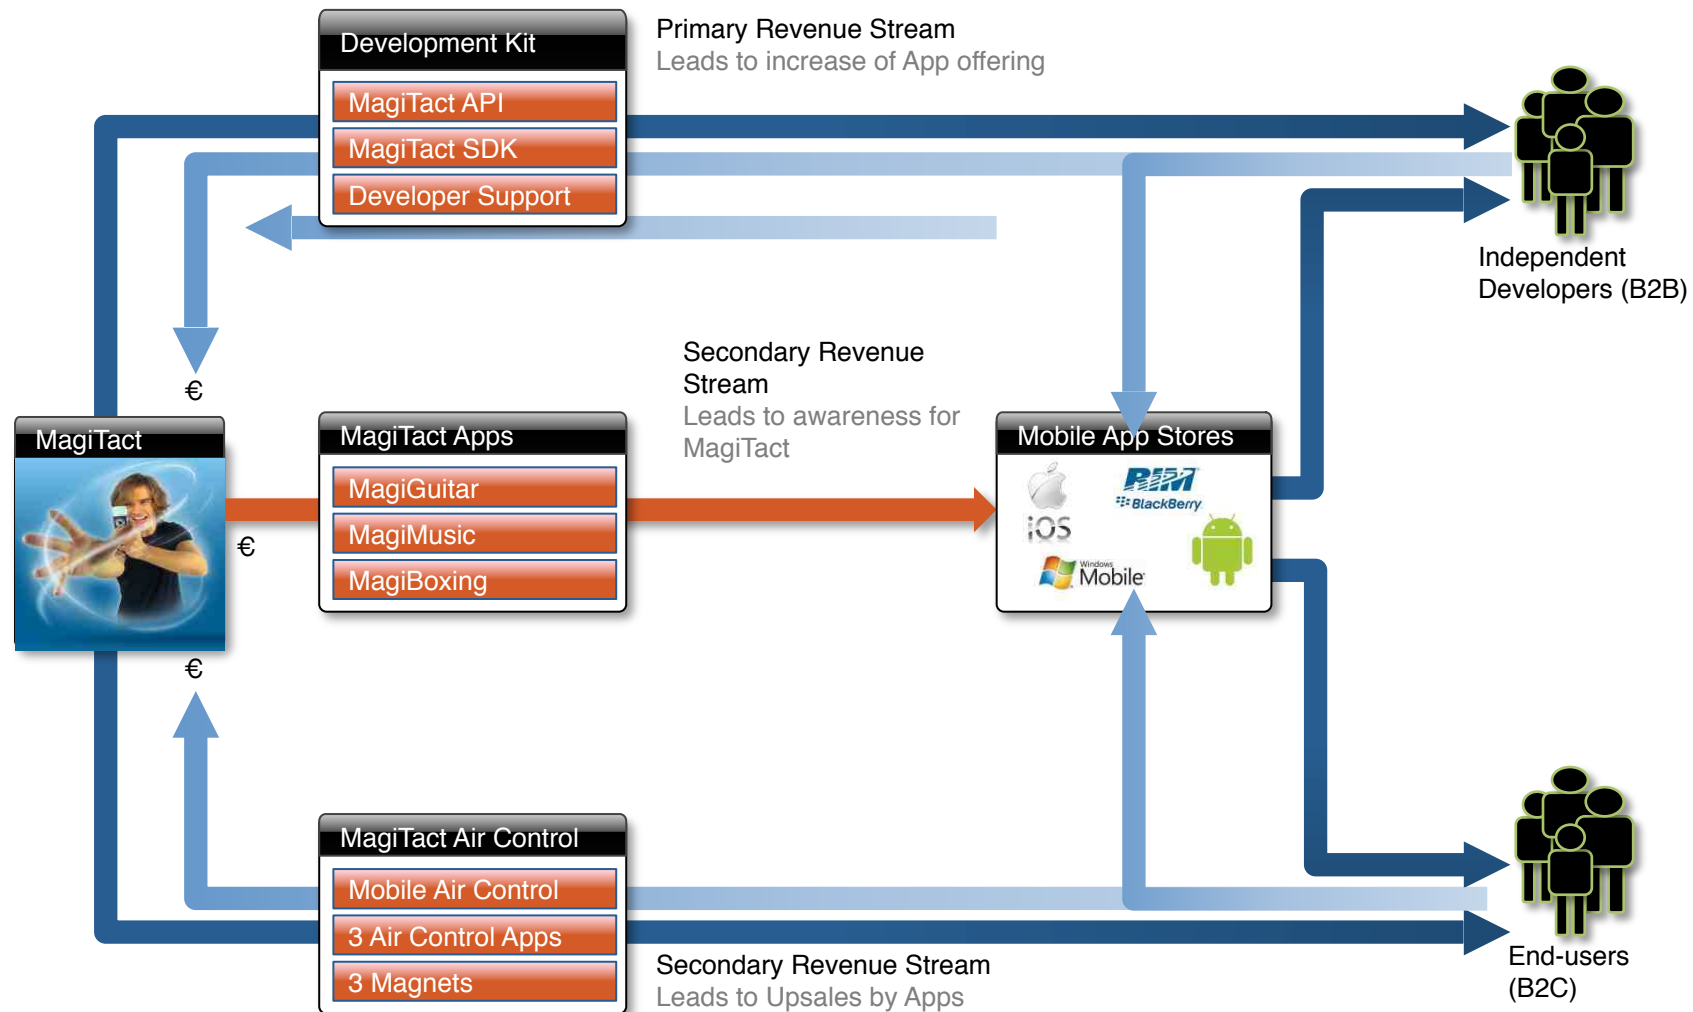 Development Kit
MagiTact API
MagiTact SDK
Developer Support
Primary Revenue Stream
Leads to increase of App offering
Independent
Developers (B2B)
€
MagiTact
€
€
MagiTact Apps
MagiGuitar
MagiMusic
MagiBoxing
Secondary Revenue
Stream
Leads to awareness for
MagiTact
Mobile App Stores
iOS
RIM
BlackBerry
Windows
Mobile
MagiTact Air Control
Mobile Air Control
3 Air Control Apps
3 Magnets
Secondary Revenue Stream
Leads to Upsales by Apps
End-users
(B2C)